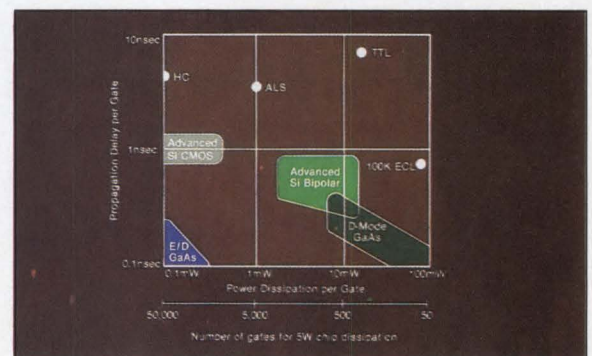 10nsec
TTL
HC
ALS
Propagation Delay per Gate
Advanced
Si CMOS
1nsec
Advanced
Si Bipolar
100K ECL
D-Mode
GaAs
E/D
GaAs
0.1nsec
0.1mW 1mW 10mW 100mW
Power Dissipation per Gate
50,000 5,000 500 50
Number of gates for 5W chip dissipation